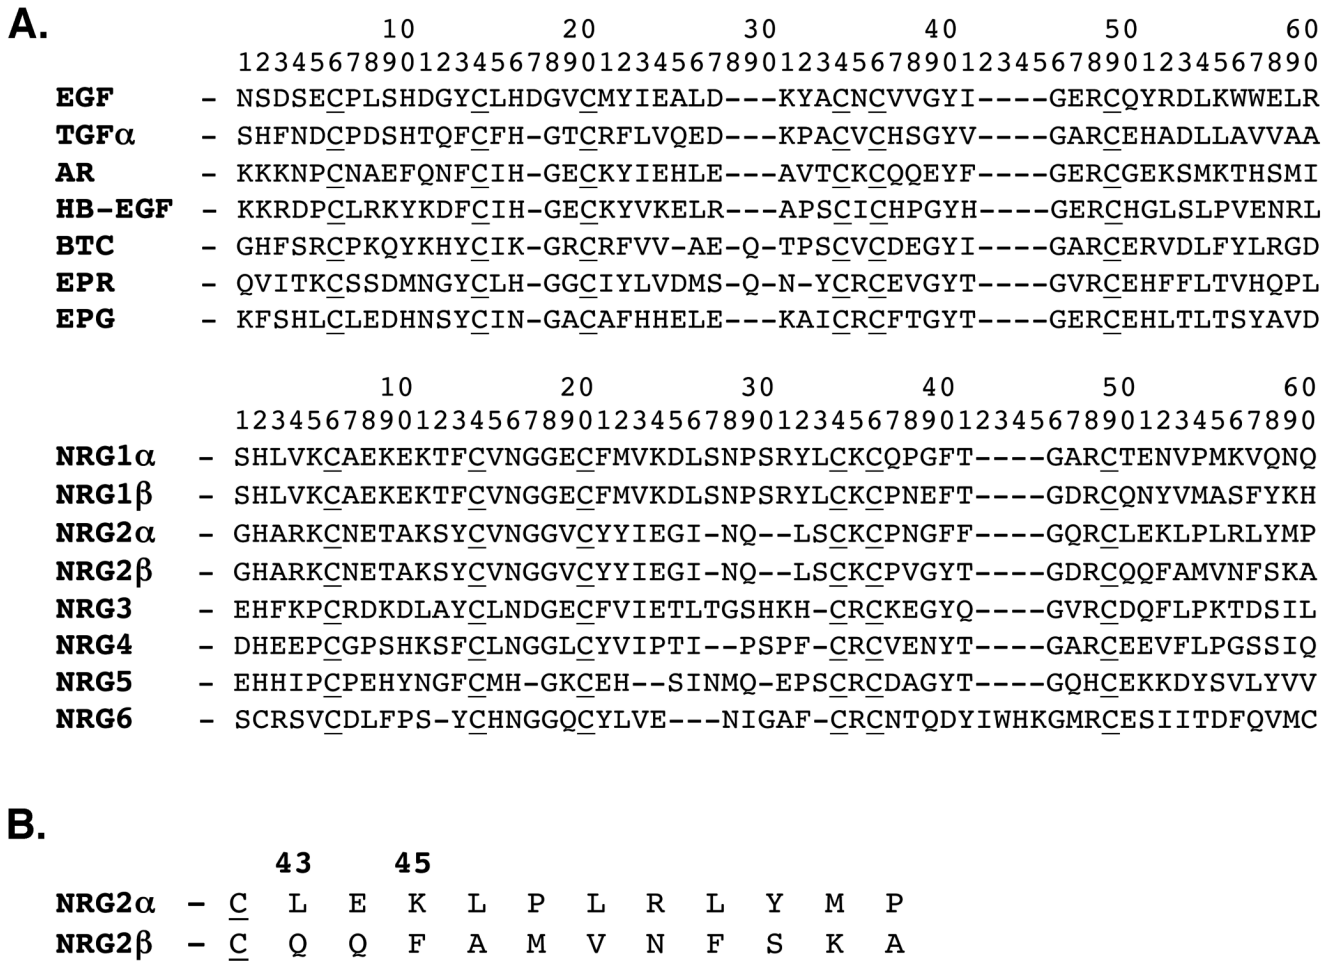 A.
10 20 30 40 50 60
123456789012345678901234567890123456789012345678901234567890
EGF - NSDSECPLSHDGYCLHDGVCMYIEALD---KYACNCVVGYI----GERCQYRDLKWWELR
TGFα - SHFNDCPDSHTQFCFH-GTCRFLVQED---KPACVCHSGYV----GARCEHADLLAVVAA
AR - KKKNPCNAEFQNFCIH-GECKYIEHLE---AVTCKCQQEYF----GERCGEKSMKTHSMI
HB-EGF - KKRDPCLRKYKDFCIH-GECKYVKELR---APSCICHPGYH----GERCHGLSLPVENRL
BTC - GHFSRCPKQYKHYCIK-GRCRFVV-AE-Q-TPSCVCDEGYI----GARCERVDLFYLRGD
EPR - QVITKCSSDMNGYCLH-GGCIYLVDMS-Q-N-YCRCEVGYT----GVRCEHFFLTVHQPL
EPG - KFSHLCLEDHNSYCIN-GACAFHHELE---KAICRCFTGYT----GERCEHLTLTSYAVD
10 20 30 40 50 60
123456789012345678901234567890123456789012345678901234567890
NRG1α - SHLVKCAEKEKTFCVNGGECFMVKDLSNPSRYLCKCQPGFT----GARCTENVPMKVQNQ
NRG1β - SHLVKCAEKEKTFCVNGGECFMVKDLSNPSRYLCKCPNEFT----GDRCQNYVMASFYKH
NRG2α - GHARKCNETAKSYCVNGGVCYYIEGI-NQ--LSCKCPNGFF----GQRCLEKLPLRLYMP
NRG2β - GHARKCNETAKSYCVNGGVCYYIEGI-NQ--LSCKCPVGYT----GDRCQQFAMVNFSKA
NRG3 - EHFKPCRDKDLAYCLNDGECFVIETLTGSHKH-CRCKEGYQ----GVRCDQFLPKTDSIL
NRG4 - DHEEPCGPSHKSFCLNGGLCYVIPTI--PSPF-CRCVENYT----GARCEEVFLPGSSIQ
NRG5 - EHHIPCPEHYNGFCMH-GKCEH--SINMQ-EPSCRCDAGYT----GQHCEKKDYSVLYVV
NRG6 - SCRSVCDLFPS-YCHNGGQCYLVE---NIGAF-CRCNTQDYIWHKGMRCESIITDFQVMC
B.
43 45
NRG2α - C L E K L P L R L Y M P
NRG2β - C Q Q F A M V N F S K A